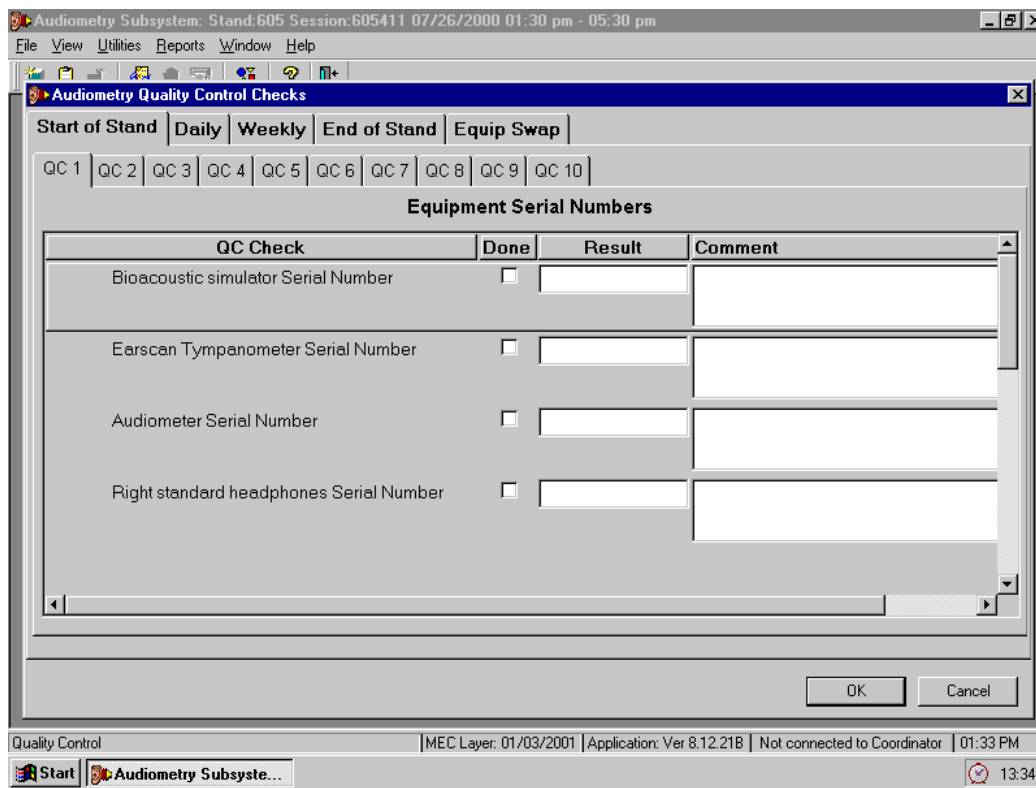 Audiometry Subsystem: Stand:605 Session:605411 07/26/2000 01:30 pm - 05:30 pm
File View Utilities Reports Window Help
Audiometry Quality Control Checks
Start of Stand Daily Weekly End of Stand Equip Swap
QC 1 QC 2 QC 3 QC 4 QC 5 QC 6 QC 7 QC 8 QC 9 QC 10
Equipment Serial Numbers
QC Check Done Result Comment
Bioacoustic simulator Serial Number
Earscan Tympanometer Serial Number
Audiometer Serial Number
Right standard headphones Serial Number
OK Cancel
Quality Control MEC Layer: 01/03/2001 Application: Ver 8.12.21B Not connected to Coordinator 01:33 PM
Start Audiometry Subsyste... 13:34